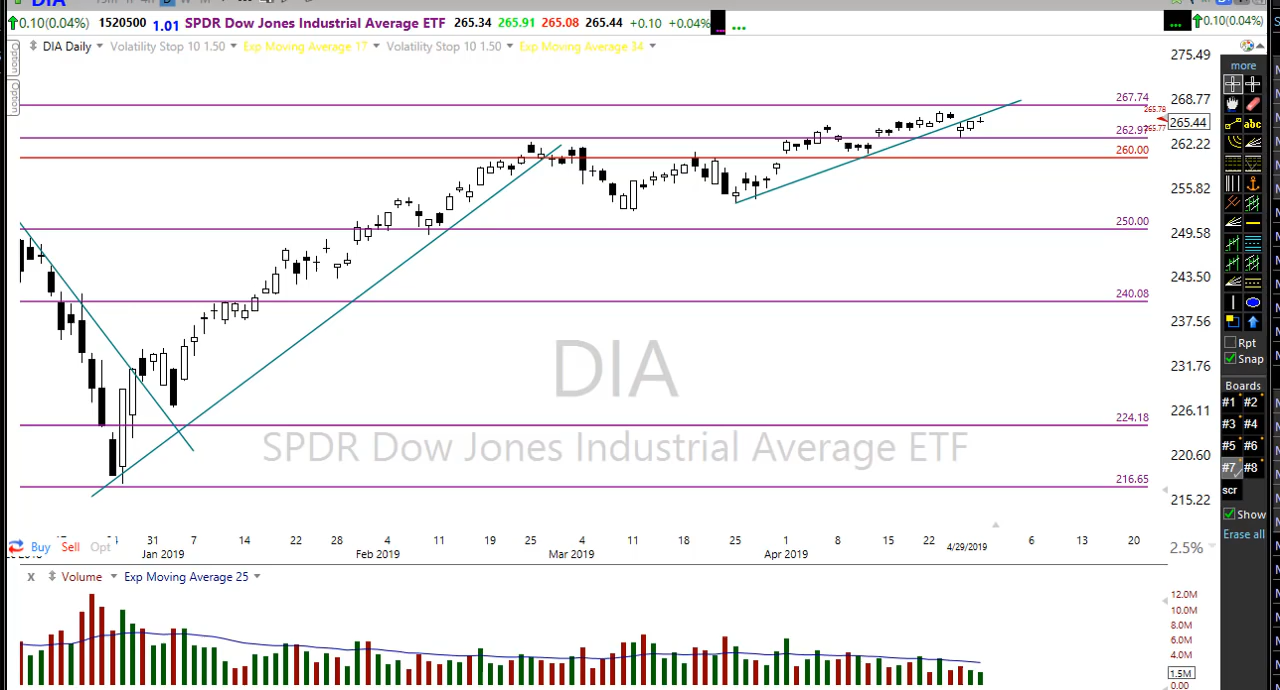 DIA
0.10(0.04%) 1520500 1.01 SPDR Dow Jones Industrial Average ETF 265.34 265.91 265.08 265.44 +0.10 +0.04% ... 0.10(0.04%)
DIA Daily Volatility Stop 10 1.50 Exp Moving Average 17 Volatility Stop 10 1.50 Exp Moving Average 34
Option
Option
275.49
268.77
265.44
262.22
255.82
249.58
243.50
237.56
231.76
226.11
220.60
215.22
2.5%
267.74
265.78
262.97
265.77
260.00
250.00
240.08
224.18
216.65
DIA
SPDR Dow Jones Industrial Average ETF
31 7 14 22 28 4 11 19 25 4 11 18 25 1 8 15 22 4/29/2019 6 13 20
Jan 2019 Feb 2019 Mar 2019 Apr 2019
Buy Sell Opt
X Volume Exp Moving Average 25
12.0M
10.0M
8.0M
6.0M
4.0M
1.5M
0.00
more
abc
Rpt
Snap
Boards
#1 #2
#3 #4
#5 #6
#7 #8
scr
Show
Erase all